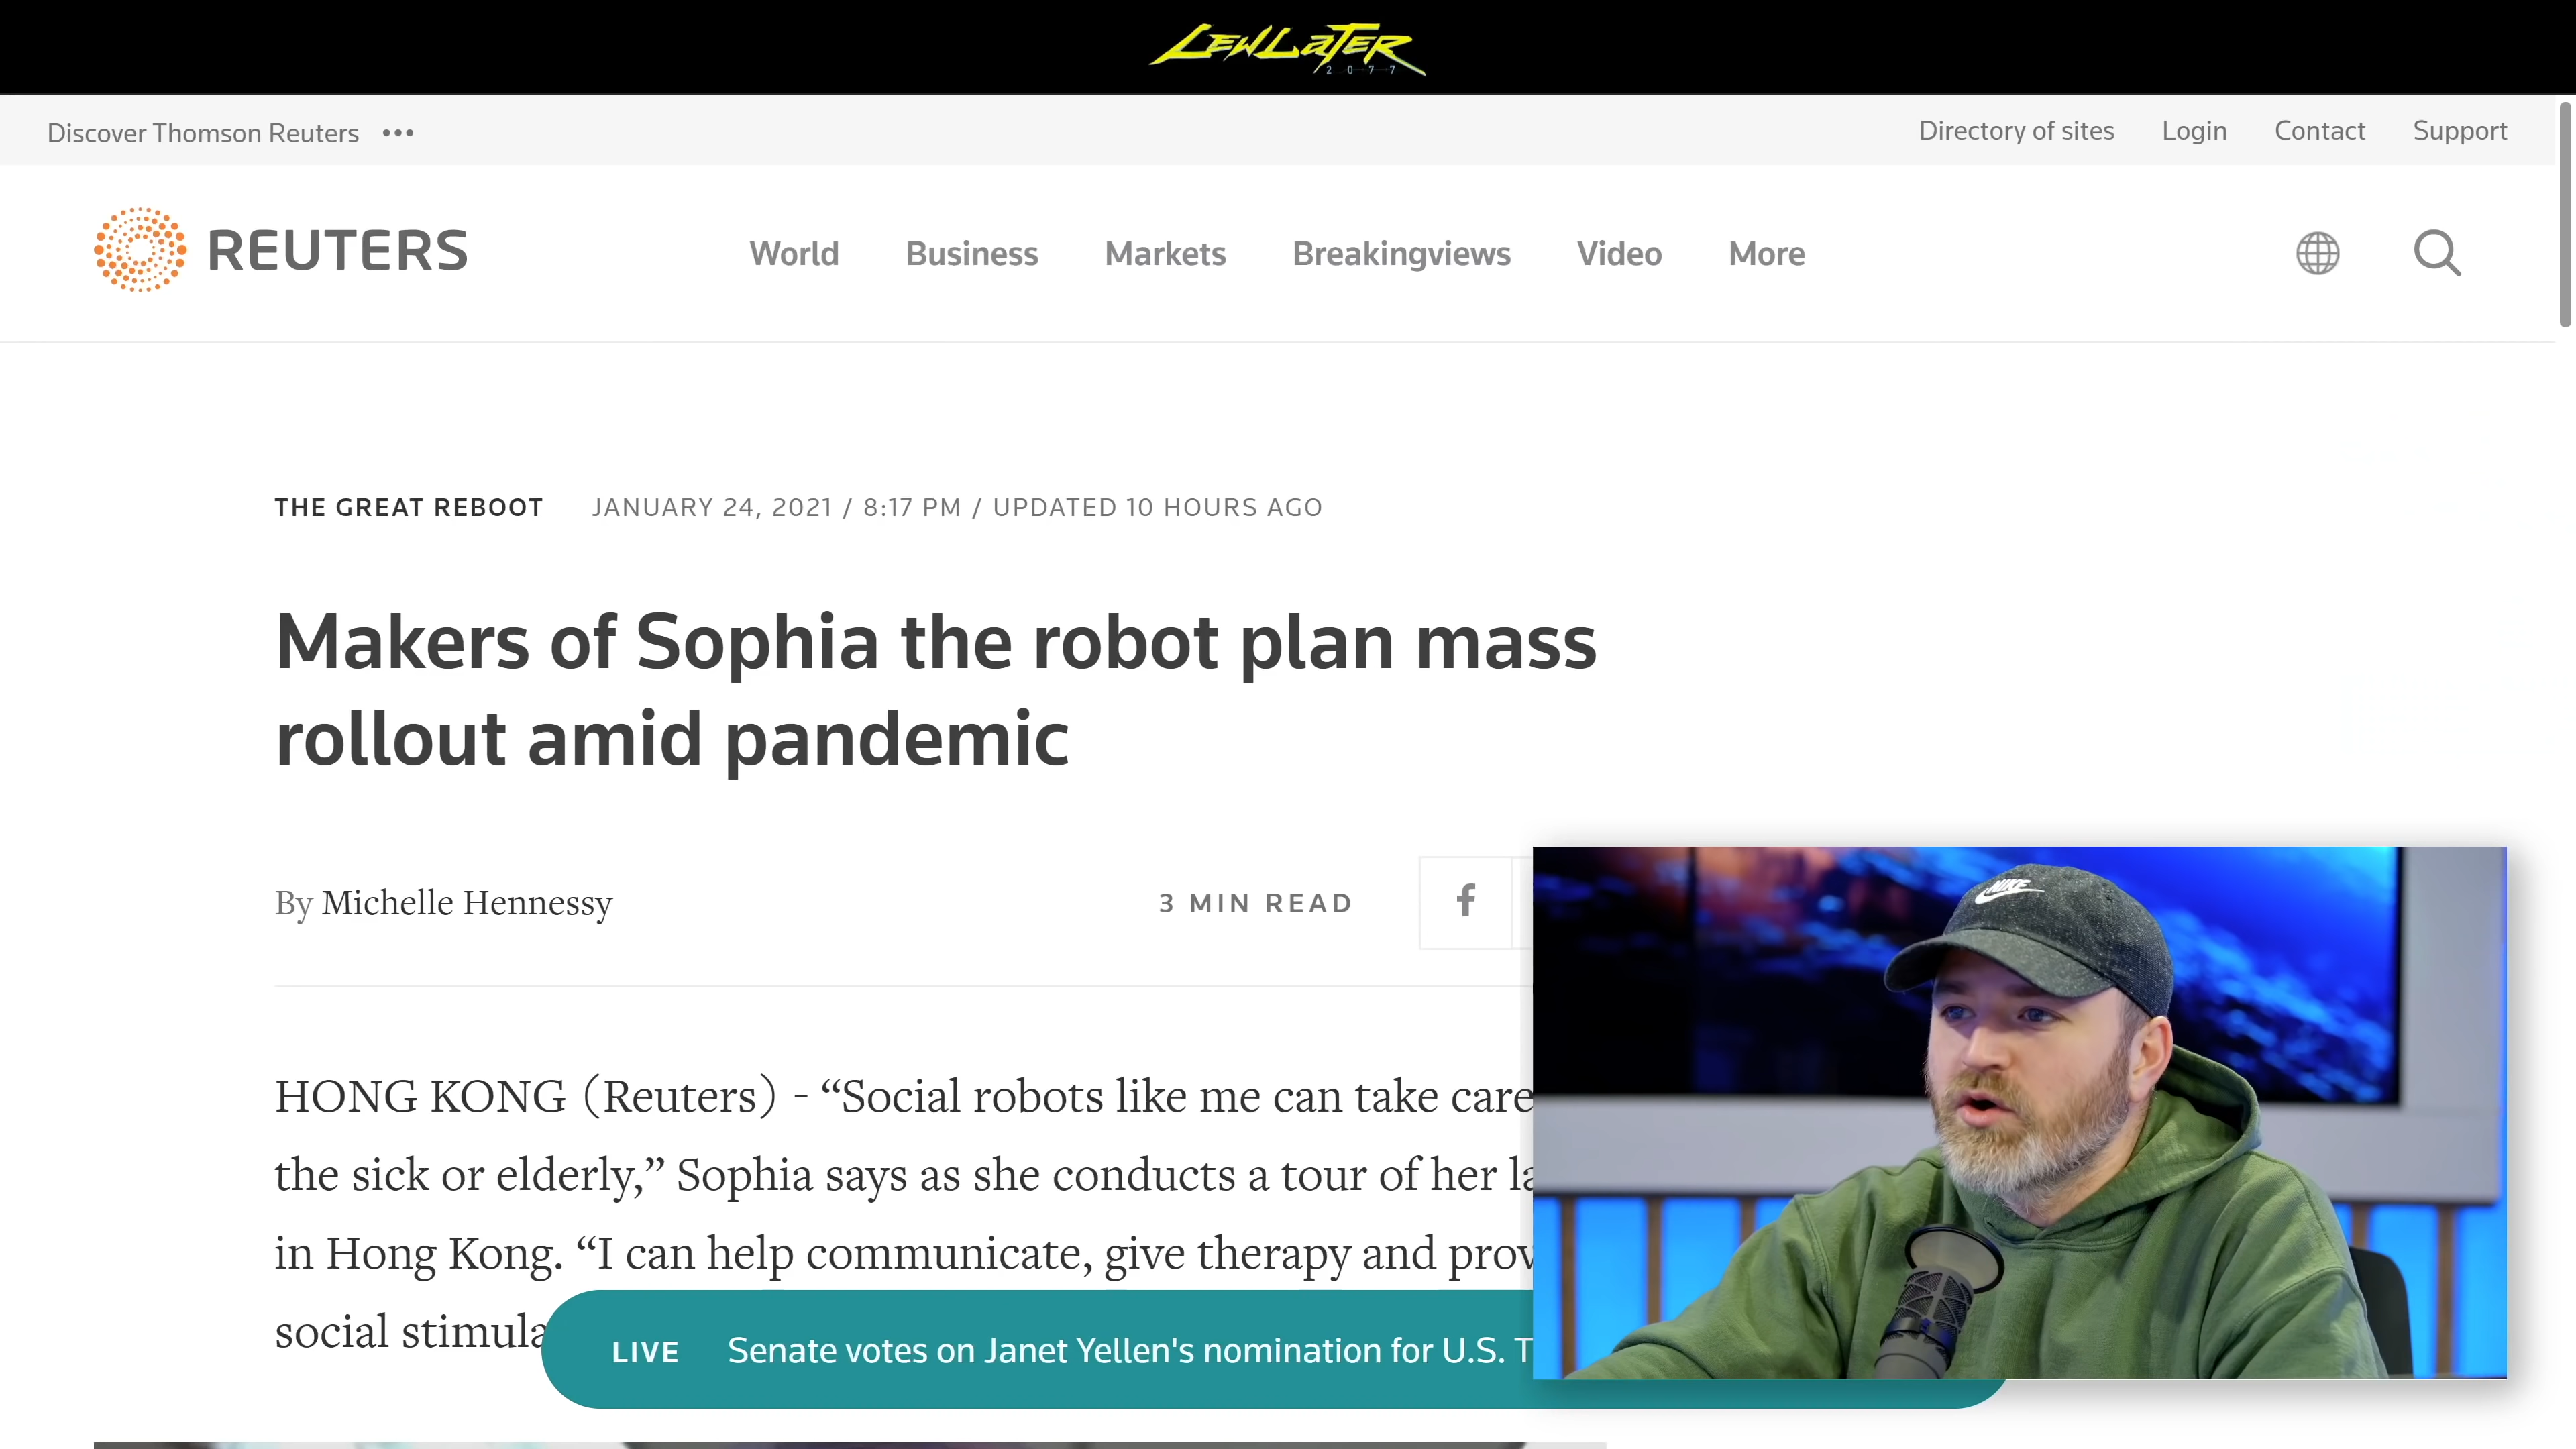 LEWLATER
2077
Discover Thomson Reuters
Directory of sites Login Contact Support
REUTERS
World Business Markets Breakingviews Video More
THE GREAT REBOOT JANUARY 24, 2021 / 8:17 PM / UPDATED 10 HOURS AGO
Makers of Sophia the robot plan mass
rollout amid pandemic
By Michelle Hennessy
3 MIN READ
f
HONG KONG (Reuters) - “Social robots like me can take care
the sick or elderly,” Sophia says as she conducts a tour of her
in Hong Kong. “I can help communicate, give therapy and
social
LIVE Senate votes on Janet Yellen's nomination for U.S.
NIKE